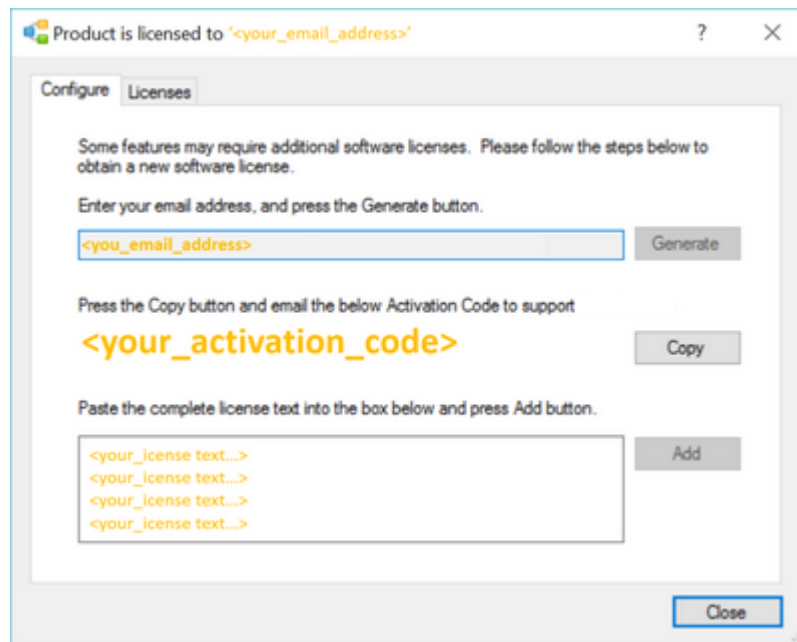 Product is licensed to '<your_email_address>'
?
Configure
Licenses
Some features may require addtional software licenses. Please follow the steps below to
obtain a new software license.
Enter your email address, and press the Generate button.
<you_email_address>
Generate
Press the Copy button and email the below Activation Code to support
<your_activation_code>
Copy
Paste the complete license text into the box below and press Add button.
<your_icense text...>
<your_icense text...>
<your_icense text...>
<your_icense text...>
Add
Close